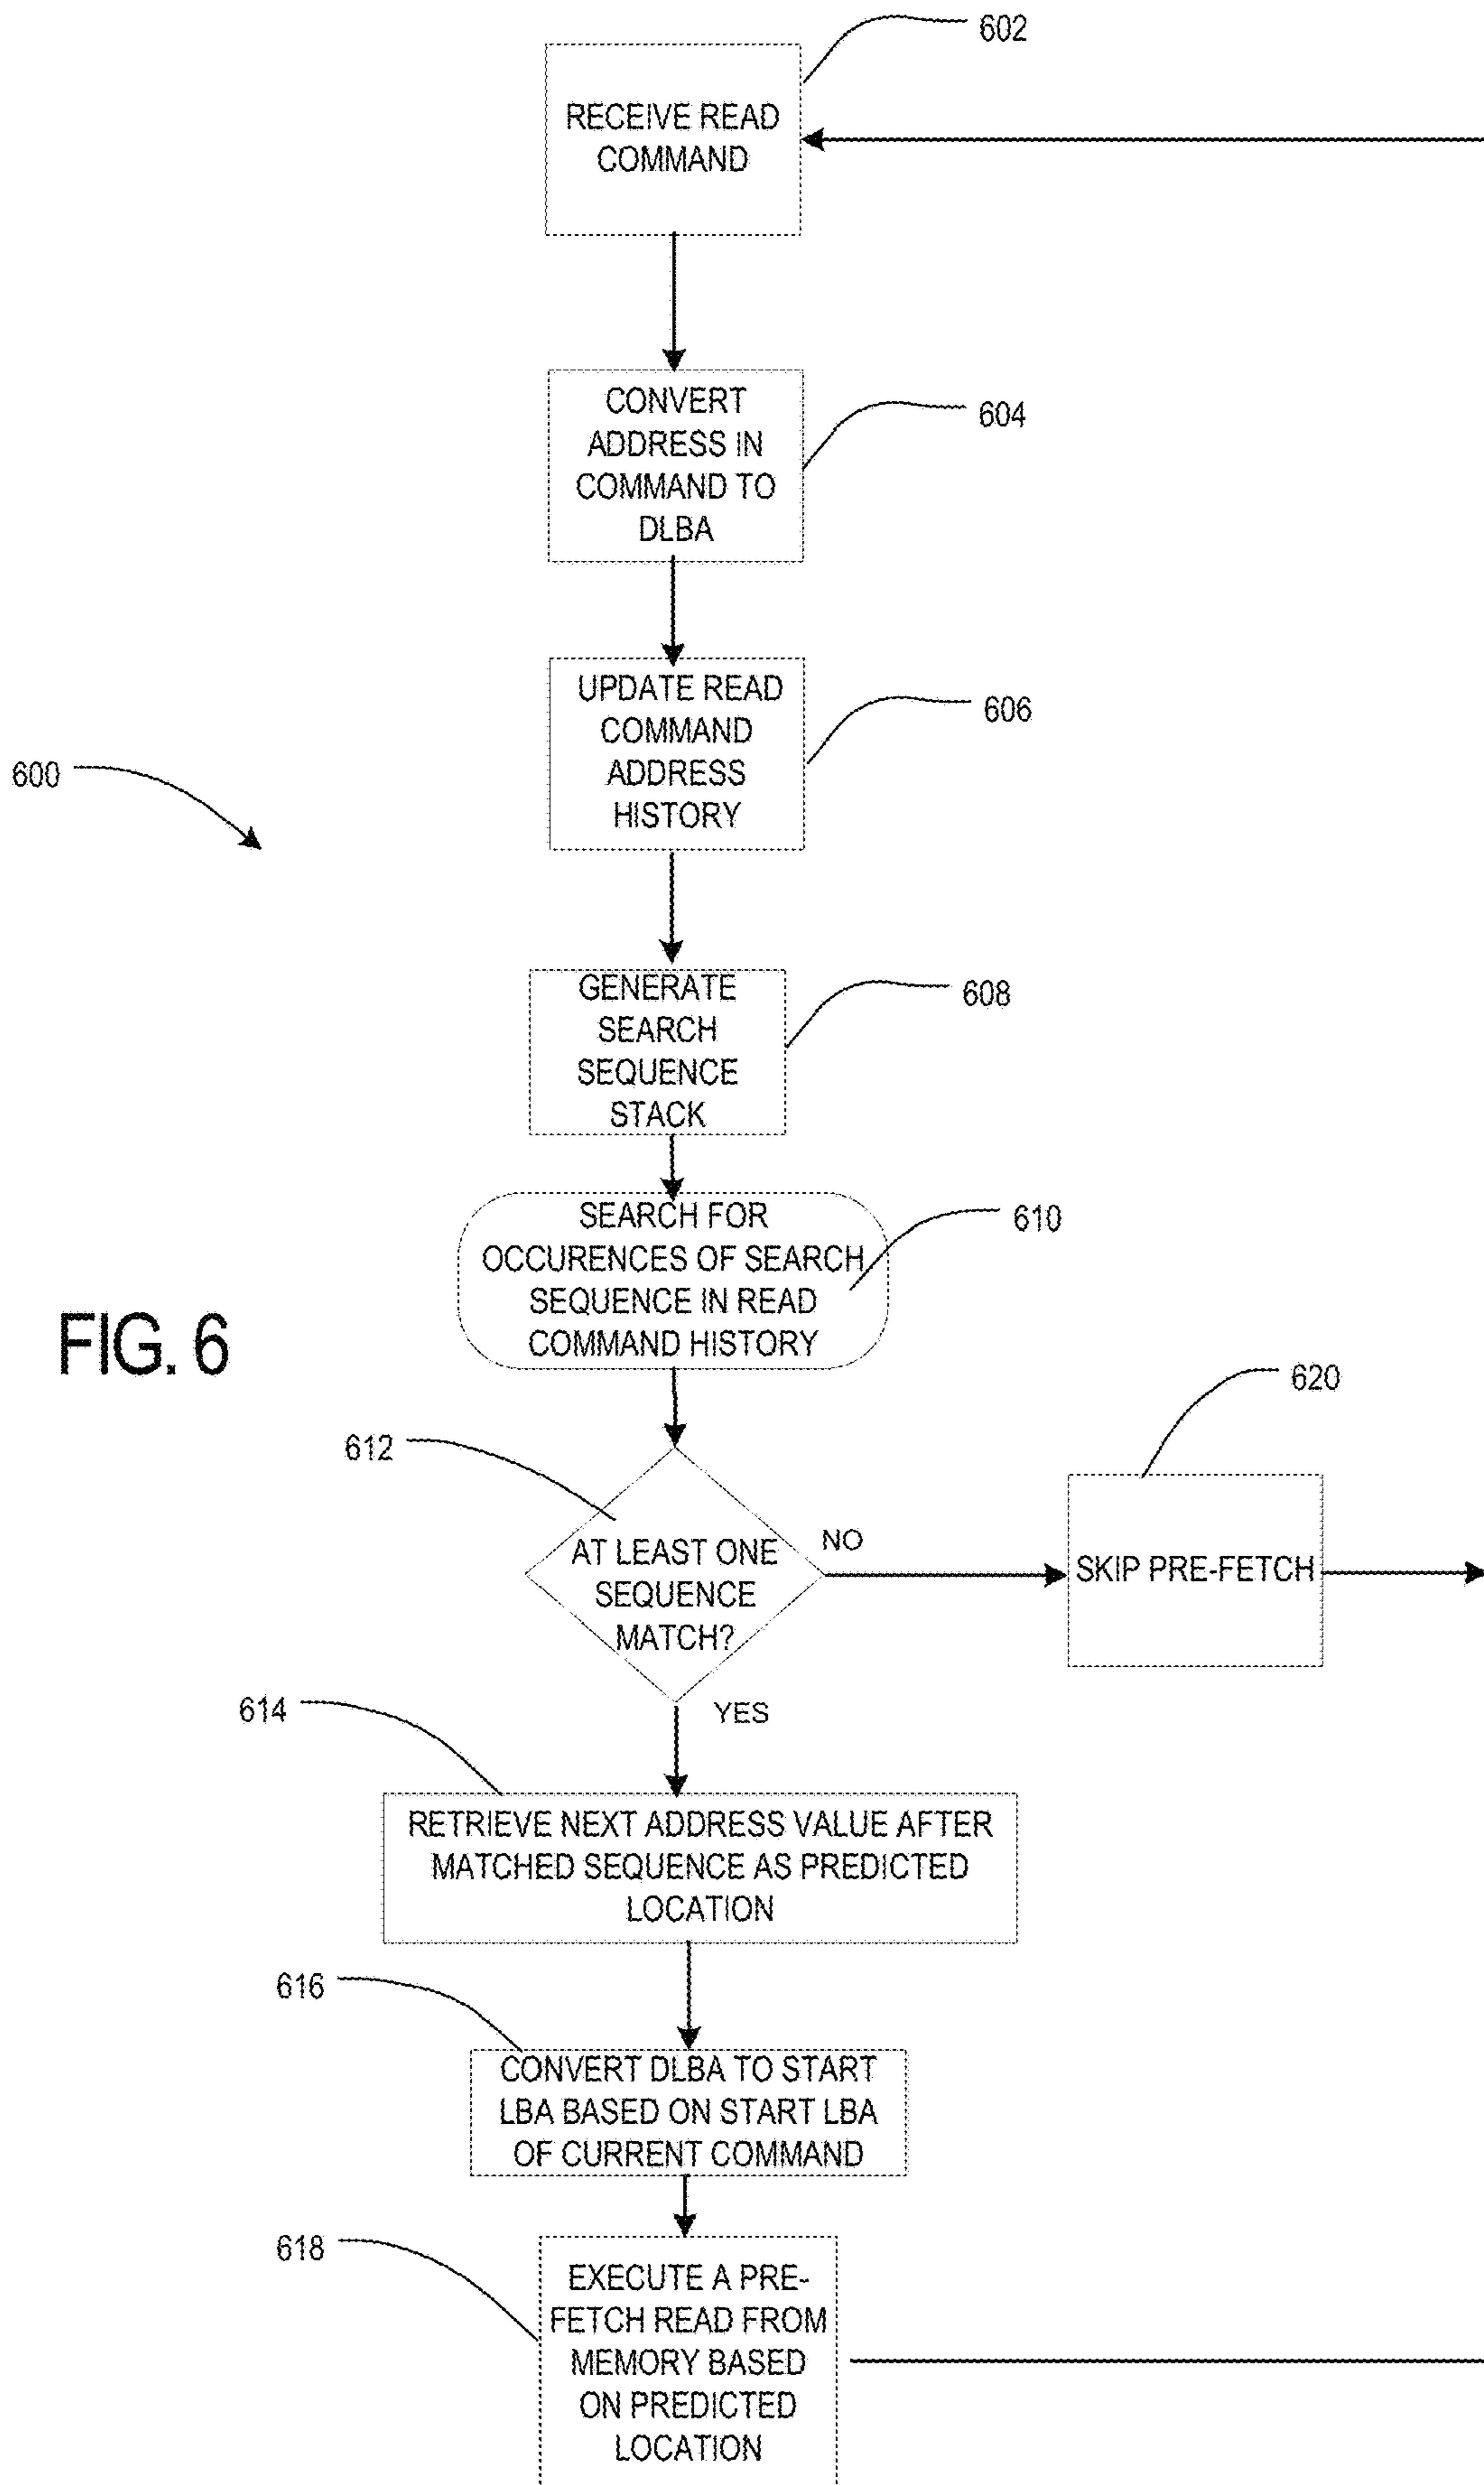 602
RECEIVE READ
COMMAND
CONVERT
ADDRESS IN
COMMAND TO
DLBA
604
UPDATE READ
COMMAND
ADDRESS
HISTORY
606
600
GENERATE
SEARCH
SEQUENCE
STACK
608
SEARCH FOR
OCCURENCES OF SEARCH
SEQUENCE IN READ
COMMAND HISTORY
610
FIG. 6
620
612
AT LEAST ONE
SEQUENCE
MATCH?
NO
SKIP PRE-FETCH
YES
614
RETRIEVE NEXT ADDRESS VALUE AFTER
MATCHED SEQUENCE AS PREDICTED
LOCATION
616
CONVERT DLBA TO START
LBA BASED ON START LBA
OF CURRENT COMMAND
618
EXECUTE A PRE-
FETCH READ FROM
MEMORY BASED
ON PREDICTED
LOCATION